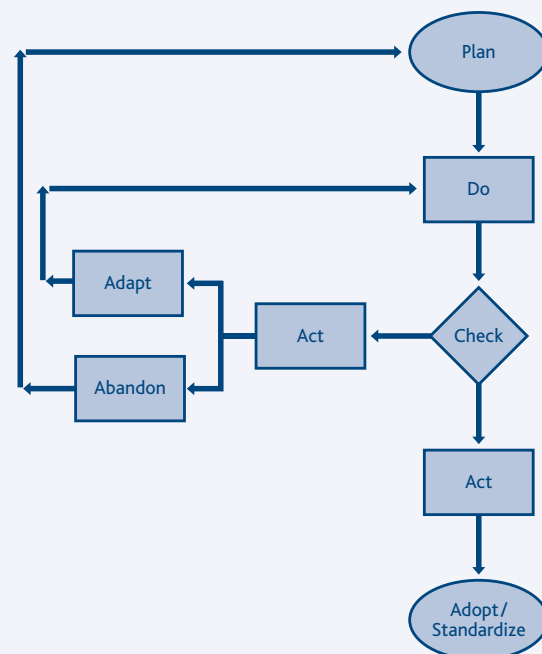 Plan
Do
Adapt
Act
Check
Abandon
Act
Adopt/
Standardize